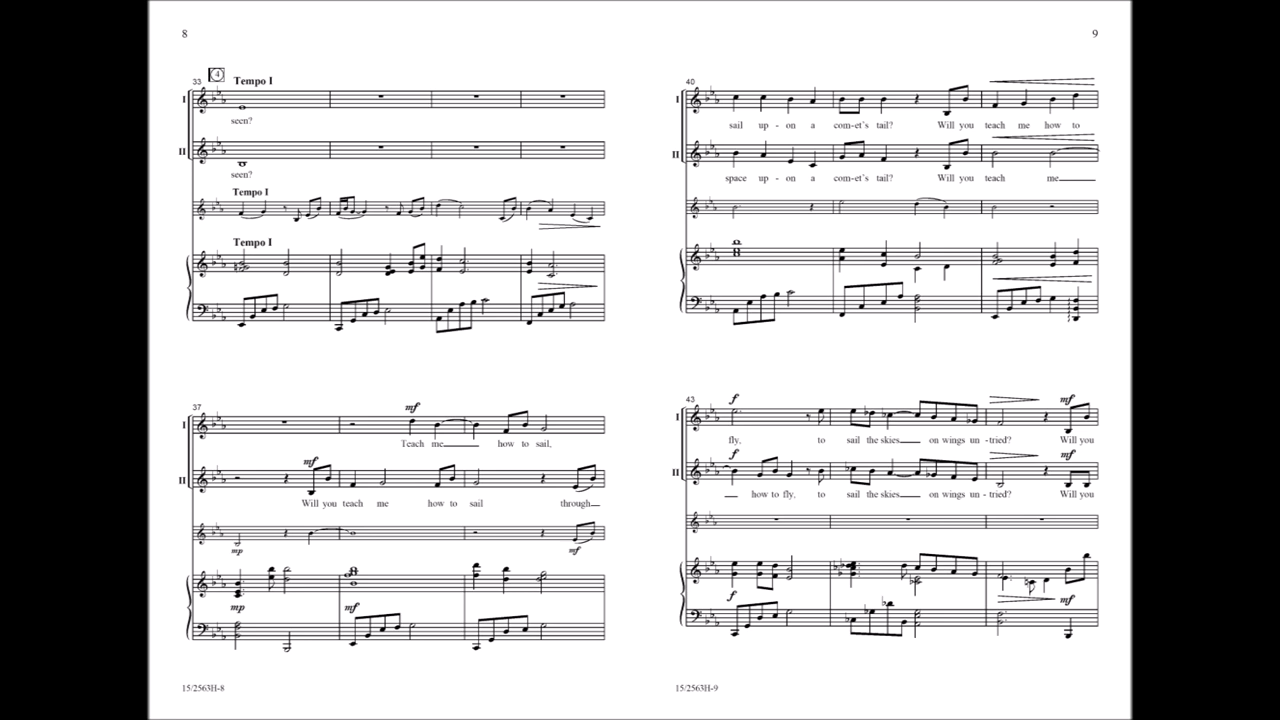 8
33
4
Tempo I
I
seen?
II
seen?
Tempo I
Tempo I
37
mf
I
Teach me how to sail,
mf
II
Will you teach me how to sail through
mp
mf
mp
mf
15/2563H-8
9
40
I
sail up - on a com-et's tail? Will you teach me how to
II
space up - on a com-et's tail? Will you teach me
43
f
mf
I
fly, to sail the skies on wings un - tried? Will you
f
mf
II
how to fly, to sail the skies on wings un - tried? Will you
f
mf
15/2563H-9